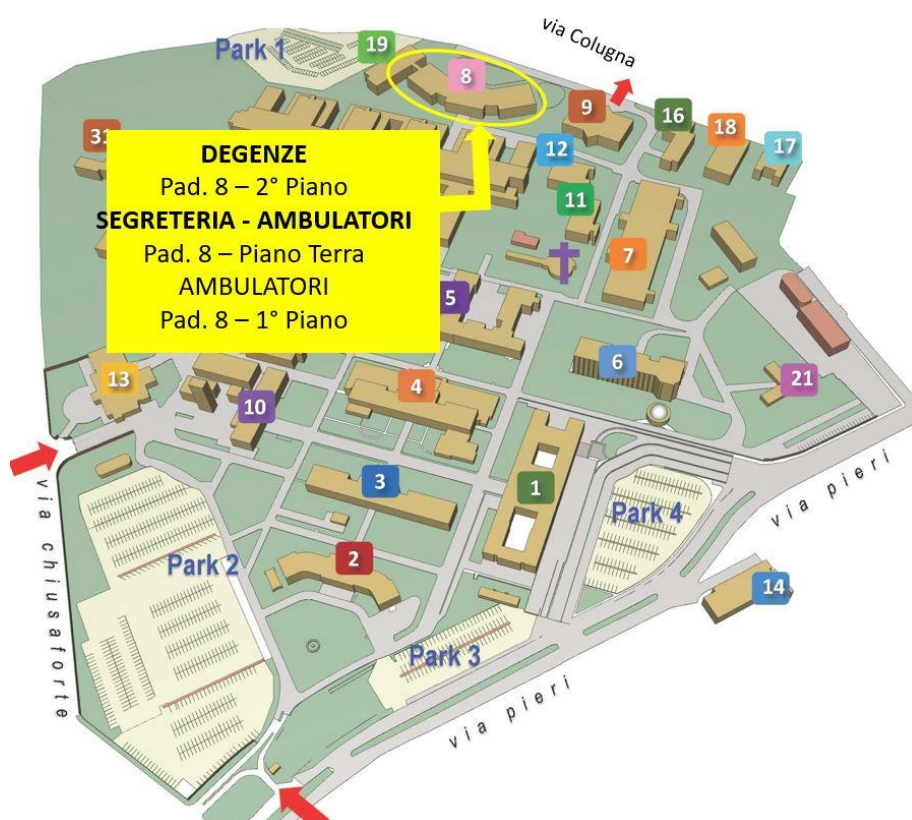 via Colugna
Park 1
19
8
9
16
18
17
31
12
11
DEGENZE
Pad. 8 – 2° Piano
SEGRETERIA - AMBULATORI
Pad. 8 – Piano Terra
AMBULATORI
Pad. 8 – 1° Piano
7
5
6
13
4
21
10
3
1
Park 4
via pieri
via chiusaforte
Park 2
2
14
Park 3
via pieri